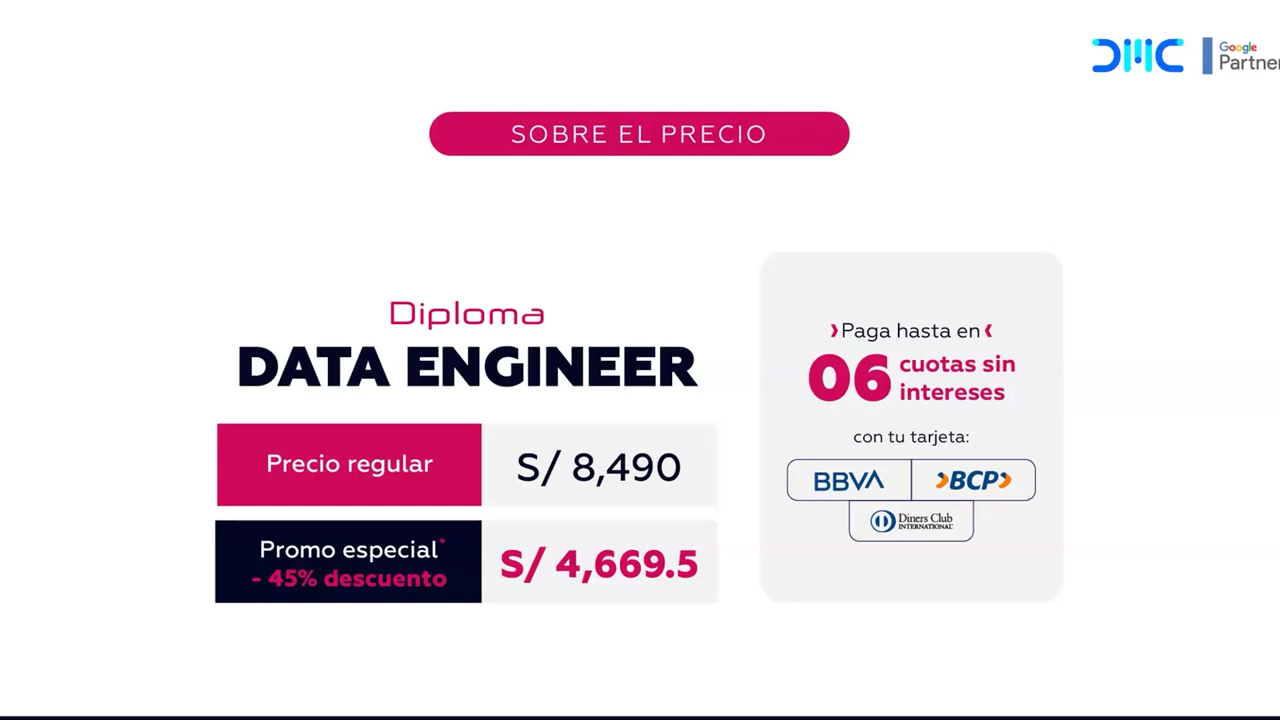 DMC
Google
Partner
SOBRE EL PRECIO
Diploma
DATA ENGINEER
Precio regular
S/ 8,490
Promo especial*
- 45% descuento
S/ 4,669.5
Paga hasta en
06 cuotas sin
intereses
con tu tarjeta:
BBVA
BCP
Diners Club
INTERNATIONAL